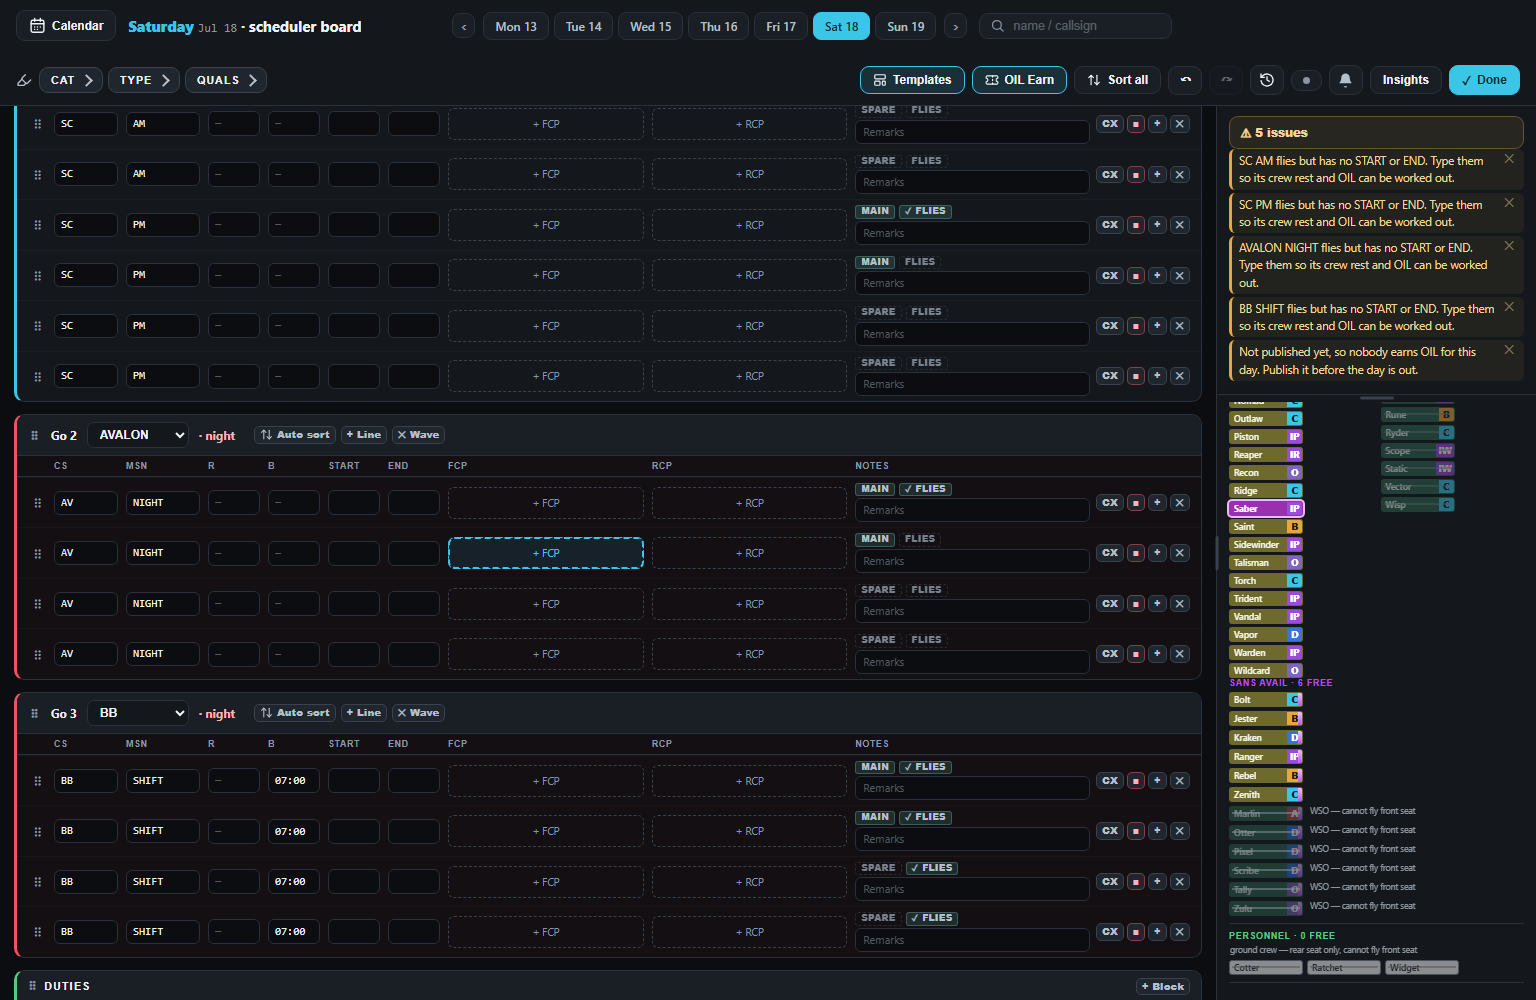 Calendar
Saturday Jul 18 · scheduler board
‹ Mon 13 Tue 14 Wed 15 Thu 16 Fri 17 Sat 18 Sun 19 ›
name / callsign
CAT TYPE QUALS
Templates OIL Earn Sort all Insights ✓ Done
SPARE FLIES
SC AM – – + FCP + RCP Remarks CX + ✕
SPARE FLIES
SC AM – – + FCP + RCP Remarks CX + ✕
MAIN ✓ FLIES
SC PM – – + FCP + RCP Remarks CX + ✕
MAIN FLIES
SC PM – – + FCP + RCP Remarks CX + ✕
SPARE FLIES
SC PM – – + FCP + RCP Remarks CX + ✕
SPARE FLIES
SC PM – – + FCP + RCP Remarks CX + ✕
Go 2 AVALON · night Auto sort + Line ✕ Wave
CS MSN R B START END FCP RCP NOTES
MAIN ✓ FLIES
AV NIGHT – – + FCP + RCP Remarks CX + ✕
MAIN FLIES
AV NIGHT – – + FCP + RCP Remarks CX + ✕
SPARE FLIES
AV NIGHT – – + FCP + RCP Remarks CX + ✕
SPARE FLIES
AV NIGHT – – + FCP + RCP Remarks CX + ✕
Go 3 BB · night Auto sort + Line ✕ Wave
CS MSN R B START END FCP RCP NOTES
MAIN ✓ FLIES
BB SHIFT – 07:00 + FCP + RCP Remarks CX + ✕
MAIN ✓ FLIES
BB SHIFT – 07:00 + FCP + RCP Remarks CX + ✕
SPARE ✓ FLIES
BB SHIFT – 07:00 + FCP + RCP Remarks CX + ✕
SPARE ✓ FLIES
BB SHIFT – 07:00 + FCP + RCP Remarks CX + ✕
DUTIES + Block
⚠ 5 issues
SC AM flies but has no START or END. Type them
so its crew rest and OIL can be worked out.
SC PM flies but has no START or END. Type them
so its crew rest and OIL can be worked out.
AVALON NIGHT flies but has no START or END.
Type them so its crew rest and OIL can be worked
out.
BB SHIFT flies but has no START or END. Type them
so its crew rest and OIL can be worked out.
Not published yet, so nobody earns OIL for this
day. Publish it before the day is out.
Outlaw C
Piston IP
Reaper IR
Recon O
Ridge C
Saber IP
Saint B
Sidewinder IP
Talisman O
Torch C
Trident IP
Vandal IP
Vapor D
Warden IP
Wildcard O
Rune B
Ryder C
Scope IW
Static IW
Vector C
Wisp C
SANS AVAIL · 6 FREE
Bolt C
Jester B
Kraken D
Ranger IP
Rebel B
Zenith C
Marlin A WSO — cannot fly front seat
Otter D WSO — cannot fly front seat
Pixel D WSO — cannot fly front seat
Scribe D WSO — cannot fly front seat
Tally O WSO — cannot fly front seat
Zulu O WSO — cannot fly front seat
PERSONNEL · 0 FREE
ground crew — rear seat only, cannot fly front seat
Cotter Ratchet Widget